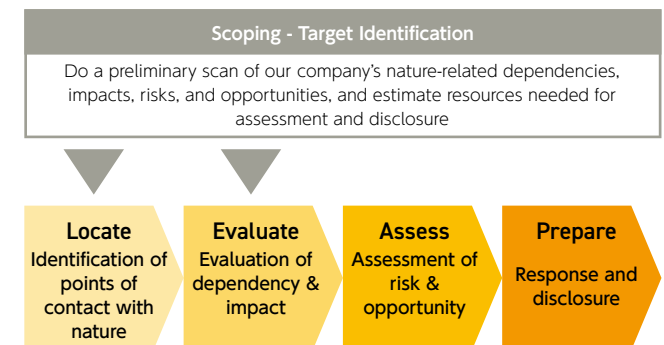 Scoping - Target Identification
Do a preliminary scan of our company's nature-related dependencies,
impacts, risks, and opportunities, and estimate resources needed for
assessment and disclosure
Locate
Identification of
points of
contact with
nature
Evaluate
Evaluation of
dependency &
impact
Assess
Assessment of
risk &
opportunity
Prepare
Response and
disclosure